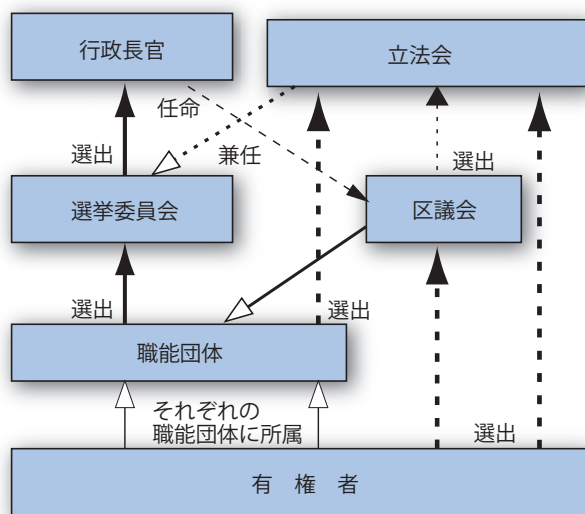 行政長官
立法会
任命
選出
兼任
選出
選挙委員会
区議会
選出
選出
職能団体
それぞれの
職能団体に所属
選出
有 権 者